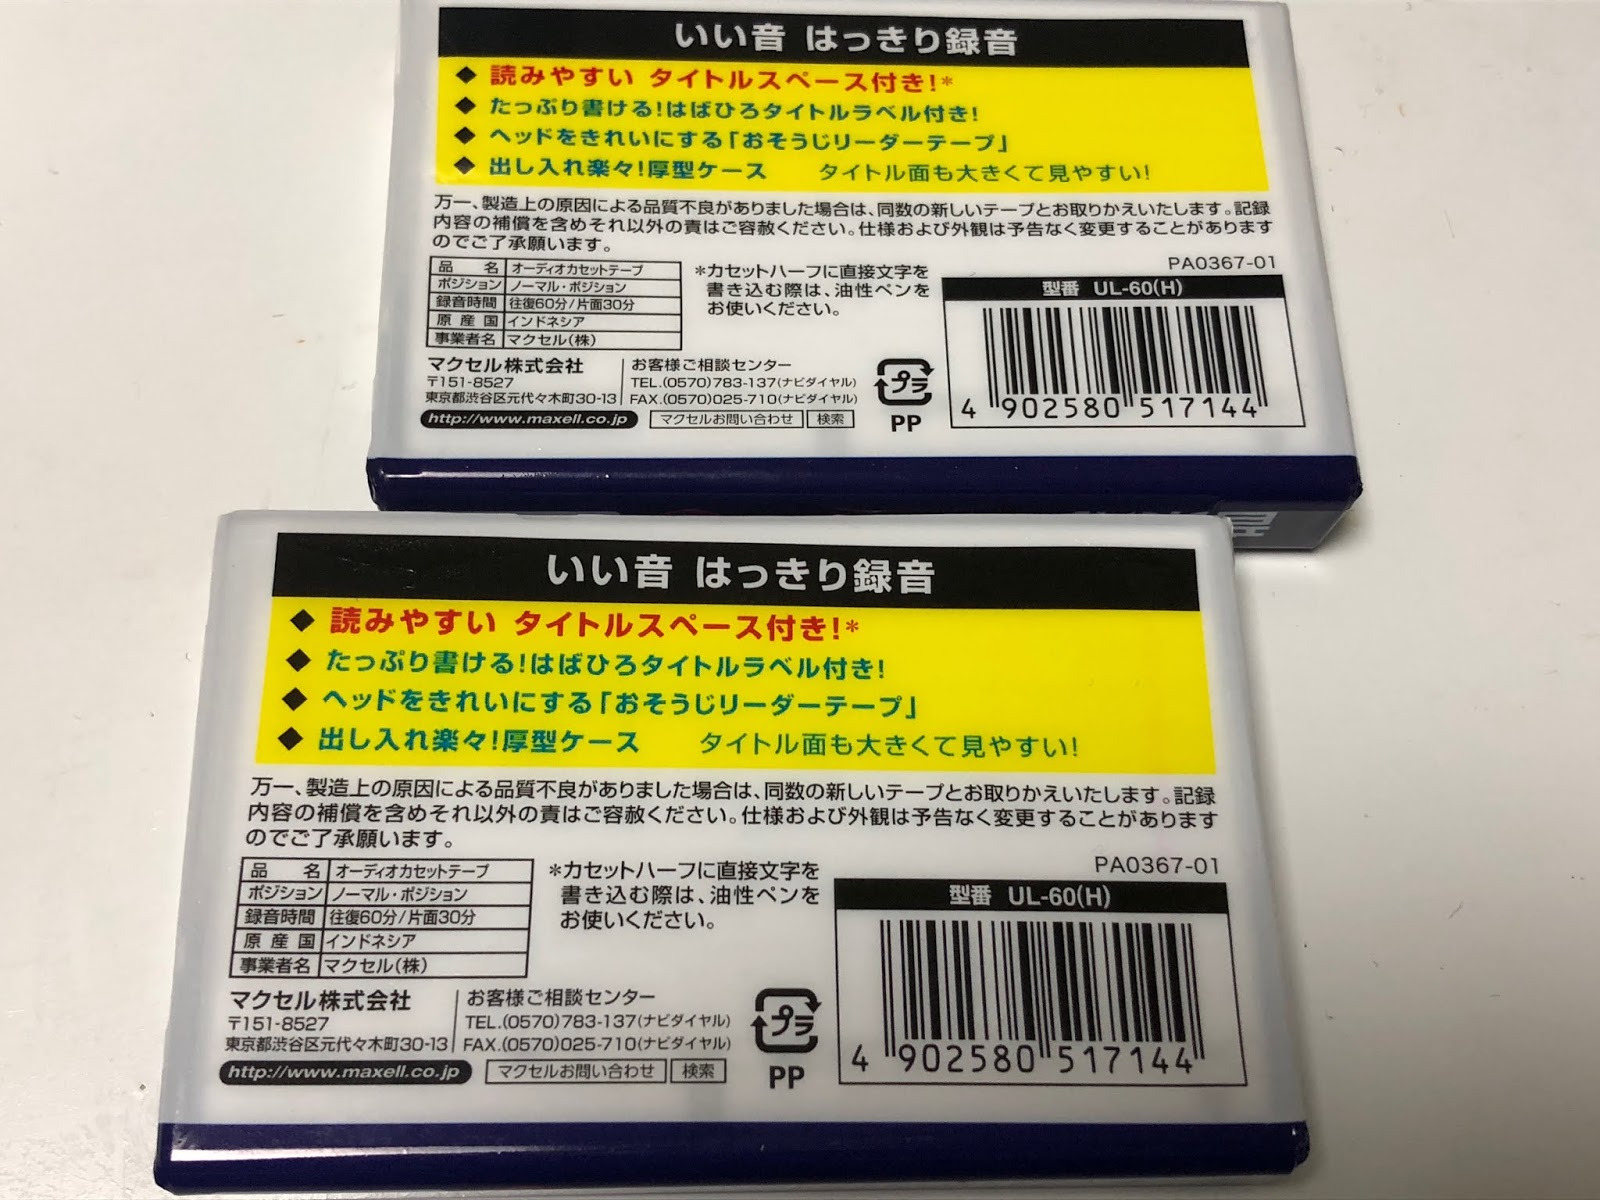 いい音 はっきり録音
◆ 読みやすい タイトルスペース付き!*
◆ たっぷり書ける!はばひろタイトルラベル付き!
◆ ヘッドをきれいにする「おそうじリーダーテープ」
◆ 出し入れ楽々!厚型ケース タイトル面も大きくて見やすい!
万一、製造上の原因による品質不良がありました場合は、同数の新しいテープとお取りかえいたします。記録
内容の補償を含めそれ以外の責はご容赦ください。仕様および外観は予告なく変更することがあります
のでご了承願います。
PA0367-01
品 名 オーディオカセットテープ
ポジション ノーマル・ポジション
録音時間 往復60分/片面30分
原産国 インドネシア
事業者名 マクセル(株)
*カセットハーフに直接文字を
書き込む際は、油性ペンを
お使いください。
型番 UL-60(H)
4 902580 517144
マクセル株式会社
〒151-8527
東京都渋谷区元代々木町30-13
http://www.maxell.co.jp
お客様ご相談センター
TEL.(0570)783-137(ナビダイヤル)
FAX.(0570)025-710(ナビダイヤル)
マクセルお問い合わせ 検索
プラ
PP
いい音 はっきり録音
◆ 読みやすい タイトルスペース付き!*
◆ たっぷり書ける!はばひろタイトルラベル付き!
◆ ヘッドをきれいにする「おそうじリーダーテープ」
◆ 出し入れ楽々!厚型ケース タイトル面も大きくて見やすい!
万一、製造上の原因による品質不良がありました場合は、同数の新しいテープとお取りかえいたします。記録
内容の補償を含めそれ以外の責はご容赦ください。仕様および外観は予告なく変更することがあります
のでご了承願います。
PA0367-01
品 名 オーディオカセットテープ
ポジション ノーマル・ポジション
録音時間 往復60分/片面30分
原産国 インドネシア
事業者名 マクセル(株)
*カセットハーフに直接文字を
書き込む際は、油性ペンを
お使いください。
型番 UL-60(H)
4 902580 517144
マクセル株式会社
〒151-8527
東京都渋谷区元代々木町30-13
http://www.maxell.co.jp
お客様ご相談センター
TEL.(0570)783-137(ナビダイヤル)
FAX.(0570)025-710(ナビダイヤル)
マクセルお問い合わせ 検索
プラ
PP